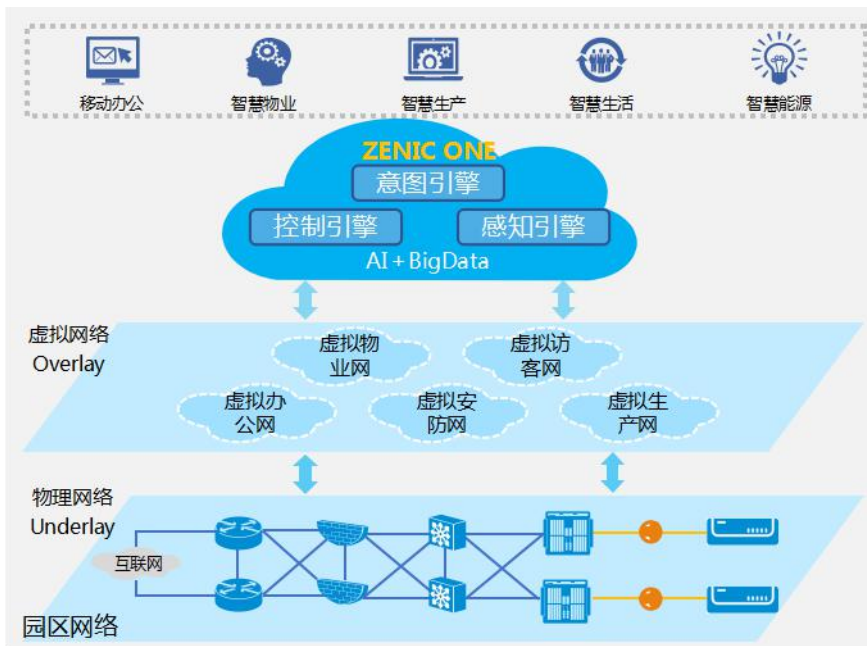 移动办公
智慧物业
智慧生产
智慧生活
智慧能源
ZENIC ONE
意图引擎
控制引擎
感知引擎
AI+BigData
虚拟网络
Overlay
虚拟物
业网
虚拟访
客网
虚拟办
公网
虚拟安
防网
虚拟生
产网
物理网络
Underlay
互联网
园区网络